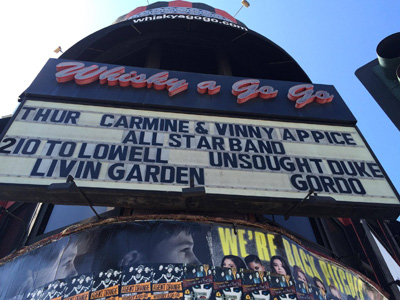 whiskyagogo.com
Whisky a Go Go
THUR CARMINE & VINNY APPICE
ALL STAR BAND
210 TO LOWELL UNSOUGHT DUKE
LIVIN GARDEN GORDO
WE'RE